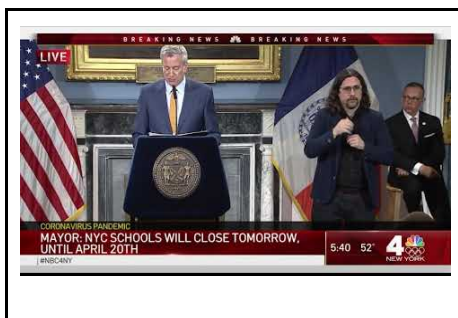 BREAKING NEWS BREAKING NEWS
LIVE
CORONAVIRUS PANDEMIC
MAYOR: NYC SCHOOLS WILL CLOSE TOMORROW,
UNTIL APRIL 20TH
5:40 52°
4
NEW YORK
#NBC4NY